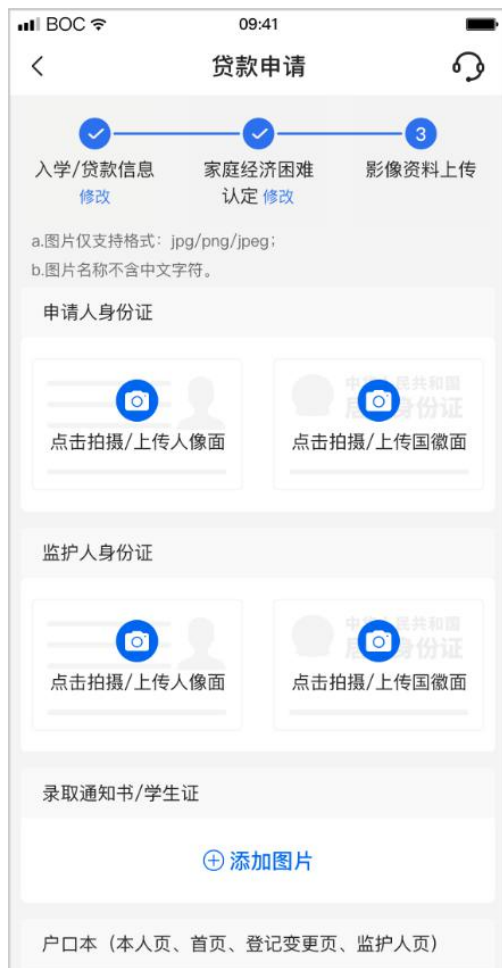 BOC 09:41
贷款申请
3
入学/贷款信息 家庭经济困难 影像资料上传
修改 认定 修改
a.图片仅支持格式：jpg/png/jpeg；
b.图片名称不含中文字符。
申请人身份证
点击拍摄/上传人像面 点击拍摄/上传国徽面
监护人身份证
点击拍摄/上传人像面 点击拍摄/上传国徽面
录取通知书/学生证
添加图片
户口本（本人页、首页、登记变更页、监护人页）